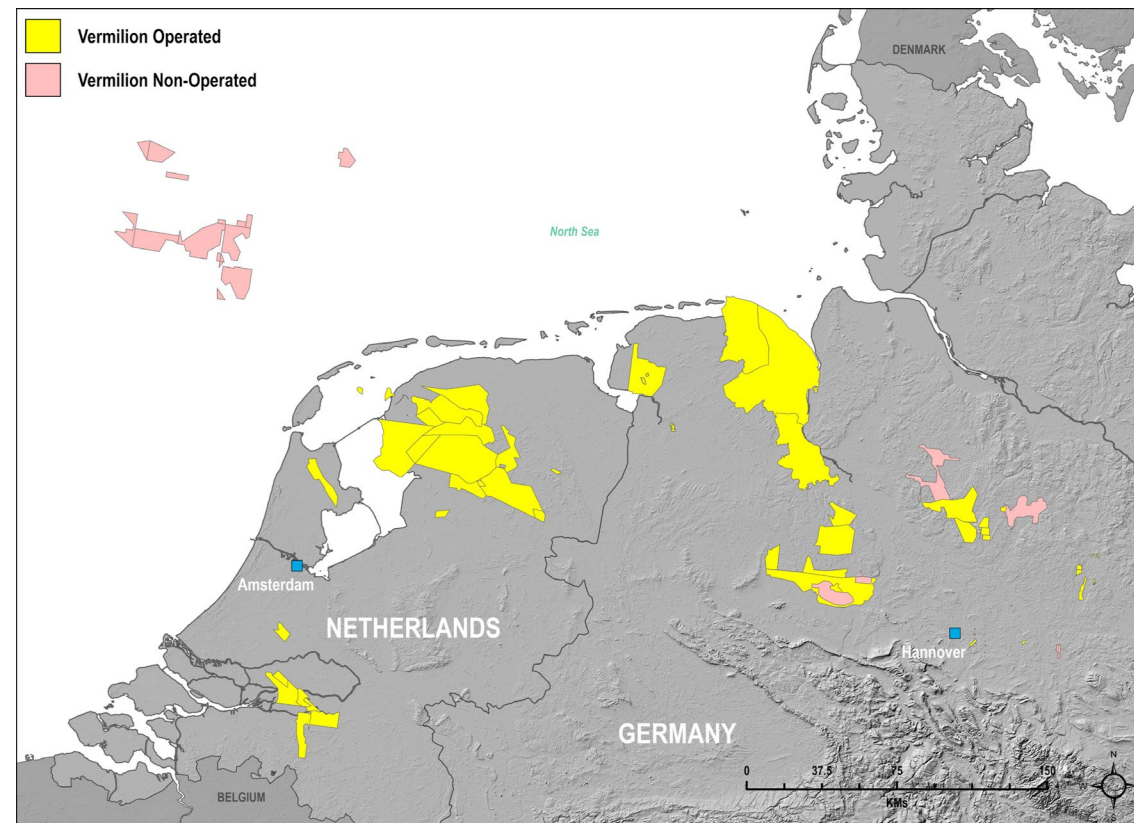 Vermilion Operated
Vermilion Non-Operated
DENMARK
North Sea
Amsterdam
NETHERLANDS
Hannover
GERMANY
BELGIUM
0 37.5 75 150
KMs
N
W
S